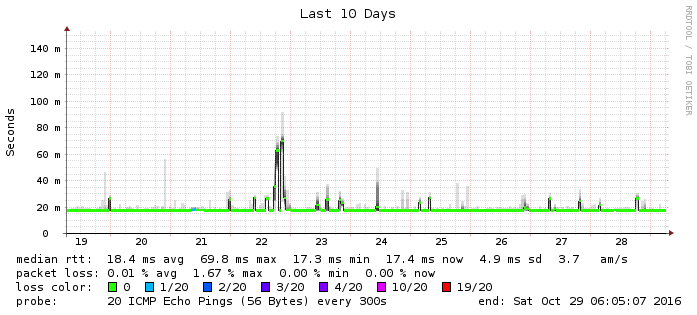 Last 10 Days
RRDTOOL / TOBI OETIKER
Seconds
140 m
120 m
100 m
80 m
60 m
40 m
20 m
0
19 20 21 22 23 24 25 26 27 28
median rtt: 18.4 ms avg 69.8 ms max 17.3 ms min 17.4 ms now 4.9 ms sd 3.7 am/s
packet loss: 0.01 % avg 1.67 % max 0.00 % min 0.00 % now
loss color: 0 1/20 2/20 3/20 4/20 10/20 19/20
probe: 20 ICMP Echo Pings (56 Bytes) every 300s end: Sat Oct 29 06:05:07 2016